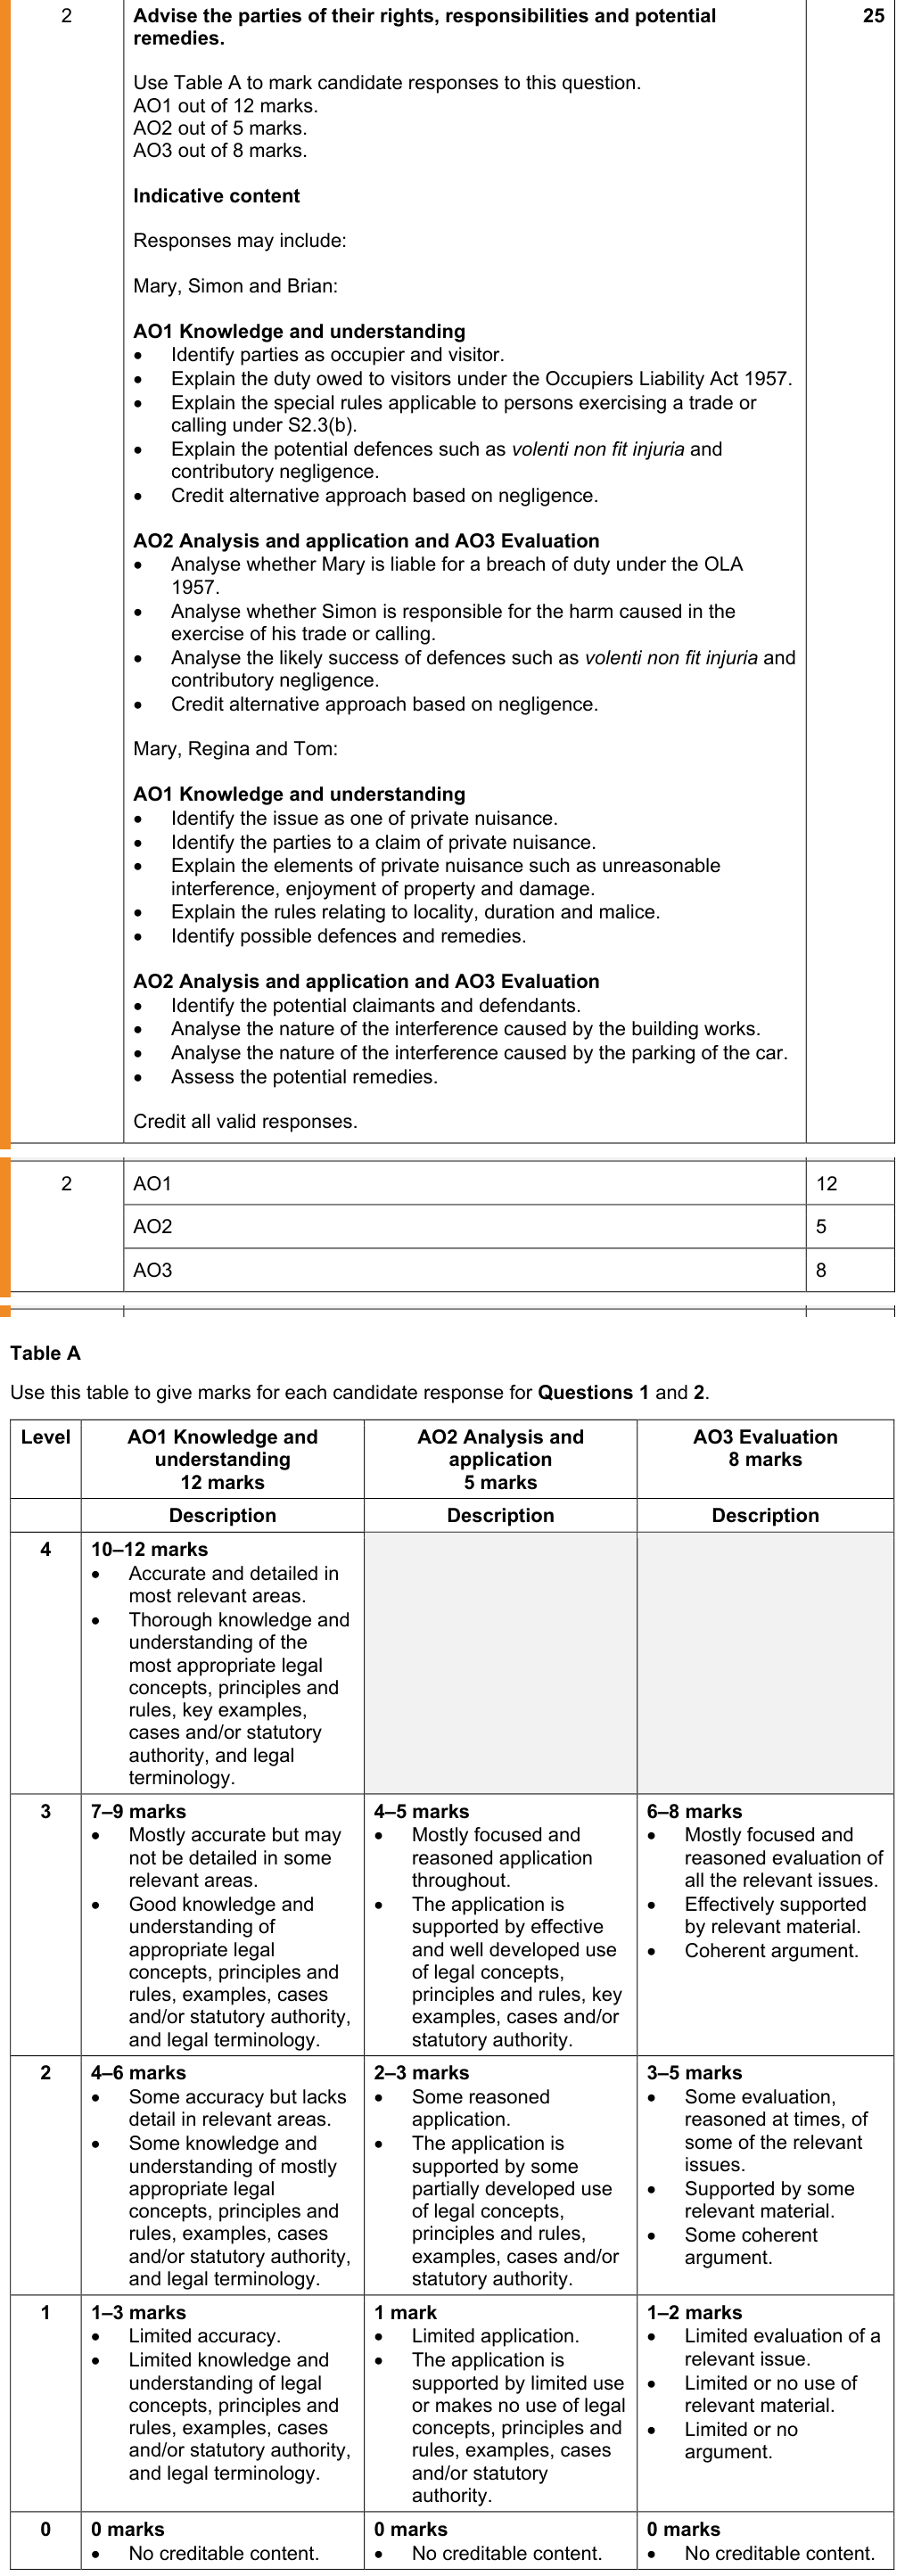 2
Advise the parties of their rights, responsibilities and potential
remedies.
25
Use Table A to mark candidate responses to this question.
AO1 out of 12 marks.
AO2 out of 5 marks.
AO3 out of 8 marks.
Indicative content
Responses may include:
Mary, Simon and Brian:
AO1 Knowledge and understanding
• Identify parties as occupier and visitor.
• Explain the duty owed to visitors under the Occupiers Liability Act 1957.
• Explain the special rules applicable to persons exercising a trade or
calling under S2.3(b).
• Explain the potential defences such as volenti non fit injuria and
contributory negligence.
• Credit alternative approach based on negligence.
AO2 Analysis and application and AO3 Evaluation
• Analyse whether Mary is liable for a breach of duty under the OLA
1957.
• Analyse whether Simon is responsible for the harm caused in the
exercise of his trade or calling.
• Analyse the likely success of defences such as volenti non fit injuria and
contributory negligence.
• Credit alternative approach based on negligence.
Mary, Regina and Tom:
AO1 Knowledge and understanding
• Identify the issue as one of private nuisance.
• Identify the parties to a claim of private nuisance.
• Explain the elements of private nuisance such as unreasonable
interference, enjoyment of property and damage.
• Explain the rules relating to locality, duration and malice.
• Identify possible defences and remedies.
AO2 Analysis and application and AO3 Evaluation
• Identify the potential claimants and defendants.
• Analyse the nature of the interference caused by the building works.
• Analyse the nature of the interference caused by the parking of the car.
• Assess the potential remedies.
Credit all valid responses.
2
AO1
12
AO2
5
AO3
8
Table A
Use this table to give marks for each candidate response for Questions 1 and 2.
Level
AO1 Knowledge and
understanding
12 marks
AO2 Analysis and
application
5 marks
AO3 Evaluation
8 marks
Description
Description
Description
4
10–12 marks
• Accurate and detailed in
most relevant areas.
• Thorough knowledge and
understanding of the
most appropriate legal
concepts, principles and
rules, key examples,
cases and/or statutory
authority, and legal
terminology.
3
7–9 marks
• Mostly accurate but may
not be detailed in some
relevant areas.
• Good knowledge and
understanding of
appropriate legal
concepts, principles and
rules, examples, cases
and/or statutory authority,
and legal terminology.
4–5 marks
• Mostly focused and
reasoned application
throughout.
• The application is
supported by effective
and well developed use
of legal concepts,
principles and rules, key
examples, cases and/or
statutory authority.
6–8 marks
• Mostly focused and
reasoned evaluation of
all the relevant issues.
• Effectively supported
by relevant material.
• Coherent argument.
2
4–6 marks
• Some accuracy but lacks
detail in relevant areas.
• Some knowledge and
understanding of mostly
appropriate legal
concepts, principles and
rules, examples, cases
and/or statutory authority,
and legal terminology.
2–3 marks
• Some reasoned
application.
• The application is
supported by some
partially developed use
of legal concepts,
principles and rules,
examples, cases and/or
statutory authority.
3–5 marks
• Some evaluation,
reasoned at times, of
some of the relevant
issues.
• Supported by some
relevant material.
• Some coherent
argument.
1
1–3 marks
• Limited accuracy.
• Limited knowledge and
understanding of legal
concepts, principles and
rules, examples, cases
and/or statutory authority,
and legal terminology.
1 mark
• Limited application.
• The application is
supported by limited use
or makes no use of legal
concepts, principles and
rules, examples, cases
and/or statutory
authority.
1–2 marks
• Limited evaluation of a
relevant issue.
• Limited or no use of
relevant material.
• Limited or no
argument.
0
0 marks
• No creditable content.
0 marks
• No creditable content.
0 marks
• No creditable content.